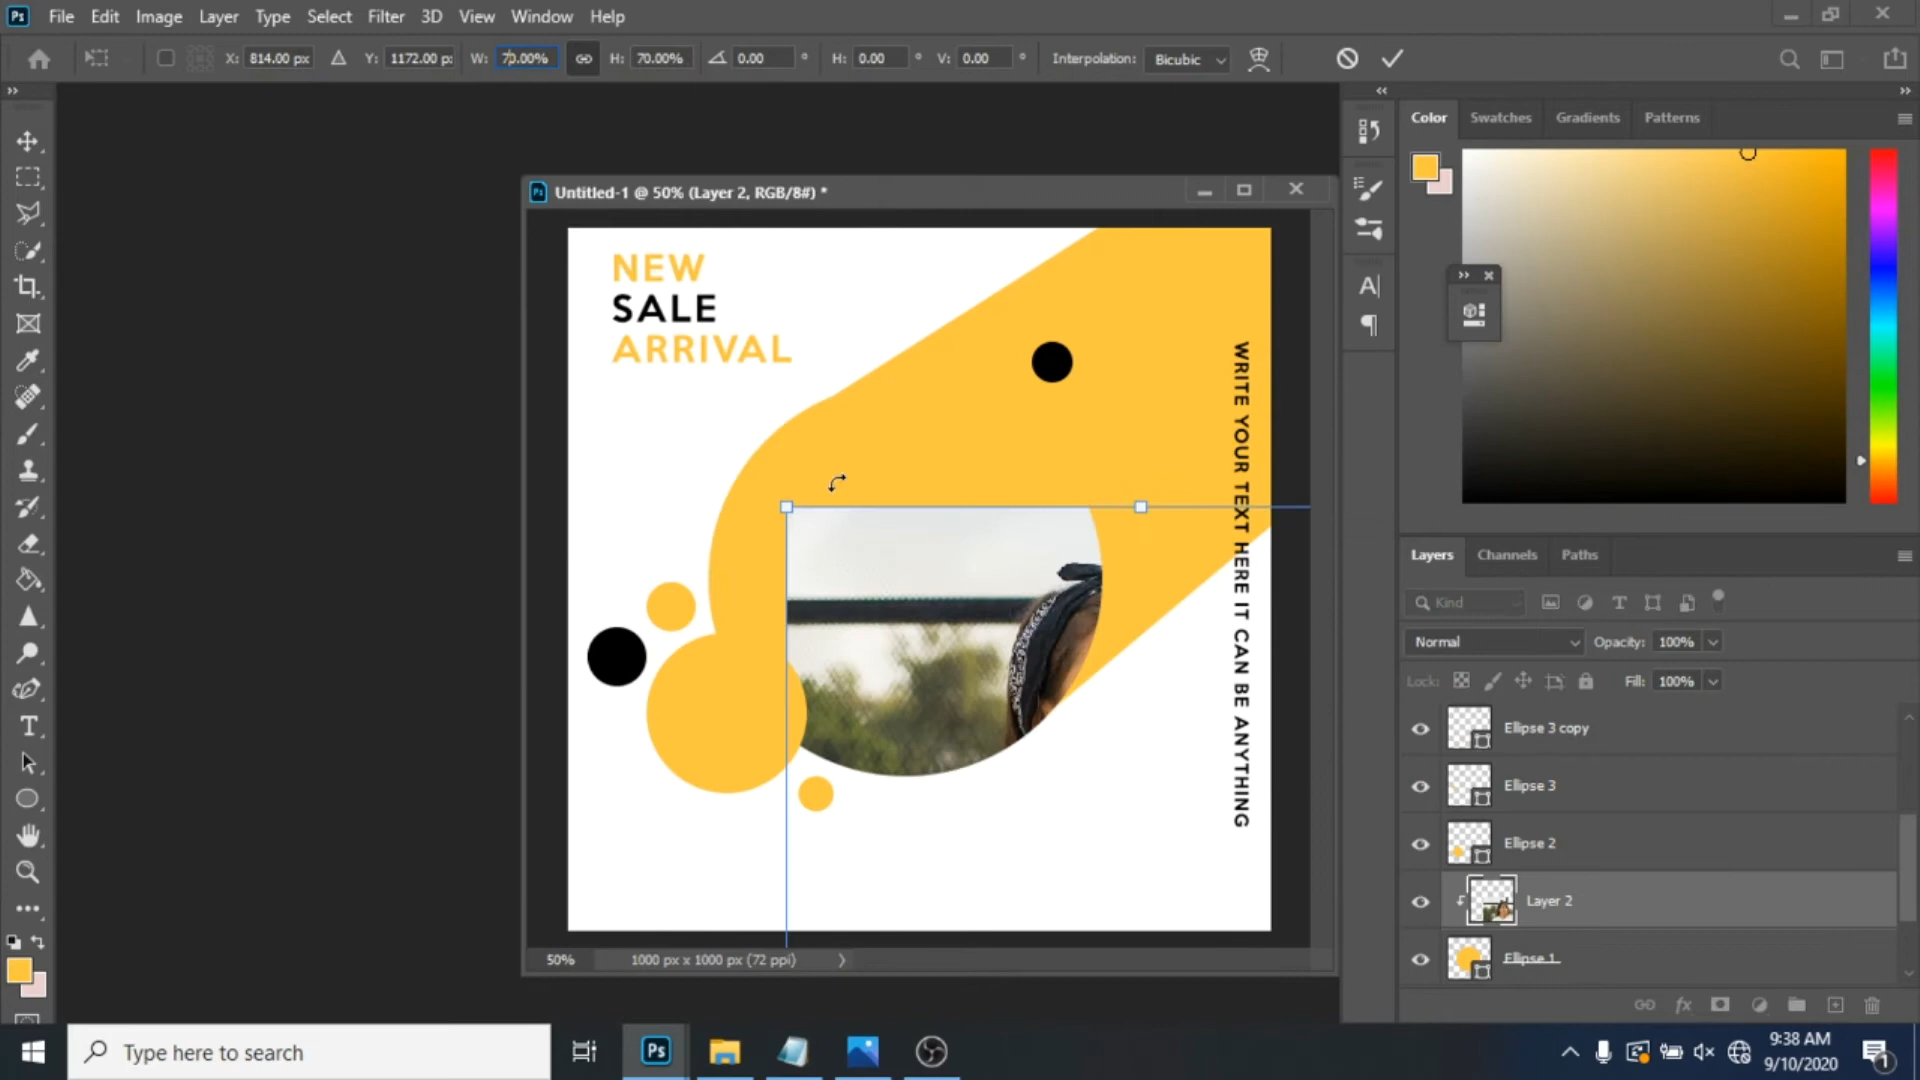 Ps File Edit Image Layer Type Select Filter 3D View Window Help
X: 814.00 px Y: 1172.00 px W: 70.00% H: 70.00% 0.00 ° H: 0.00 ° V: 0.00 ° Interpolation: Bicubic
Color Swatches Gradients Patterns
Ps Untitled-1 @ 50% (Layer 2, RGB/8#) *
NEW
SALE
ARRIVAL
WRITE YOUR TEXT HERE IT CAN BE ANYTHING
50% 1000 px x 1000 px (72 ppi)
Layers Channels Paths
Kind
Normal Opacity: 100%
Lock: Fill: 100%
Ellipse 3 copy
Ellipse 3
Ellipse 2
Layer 2
Ellipse 1
Type here to search
Ps
9:38 AM
9/10/2020
1